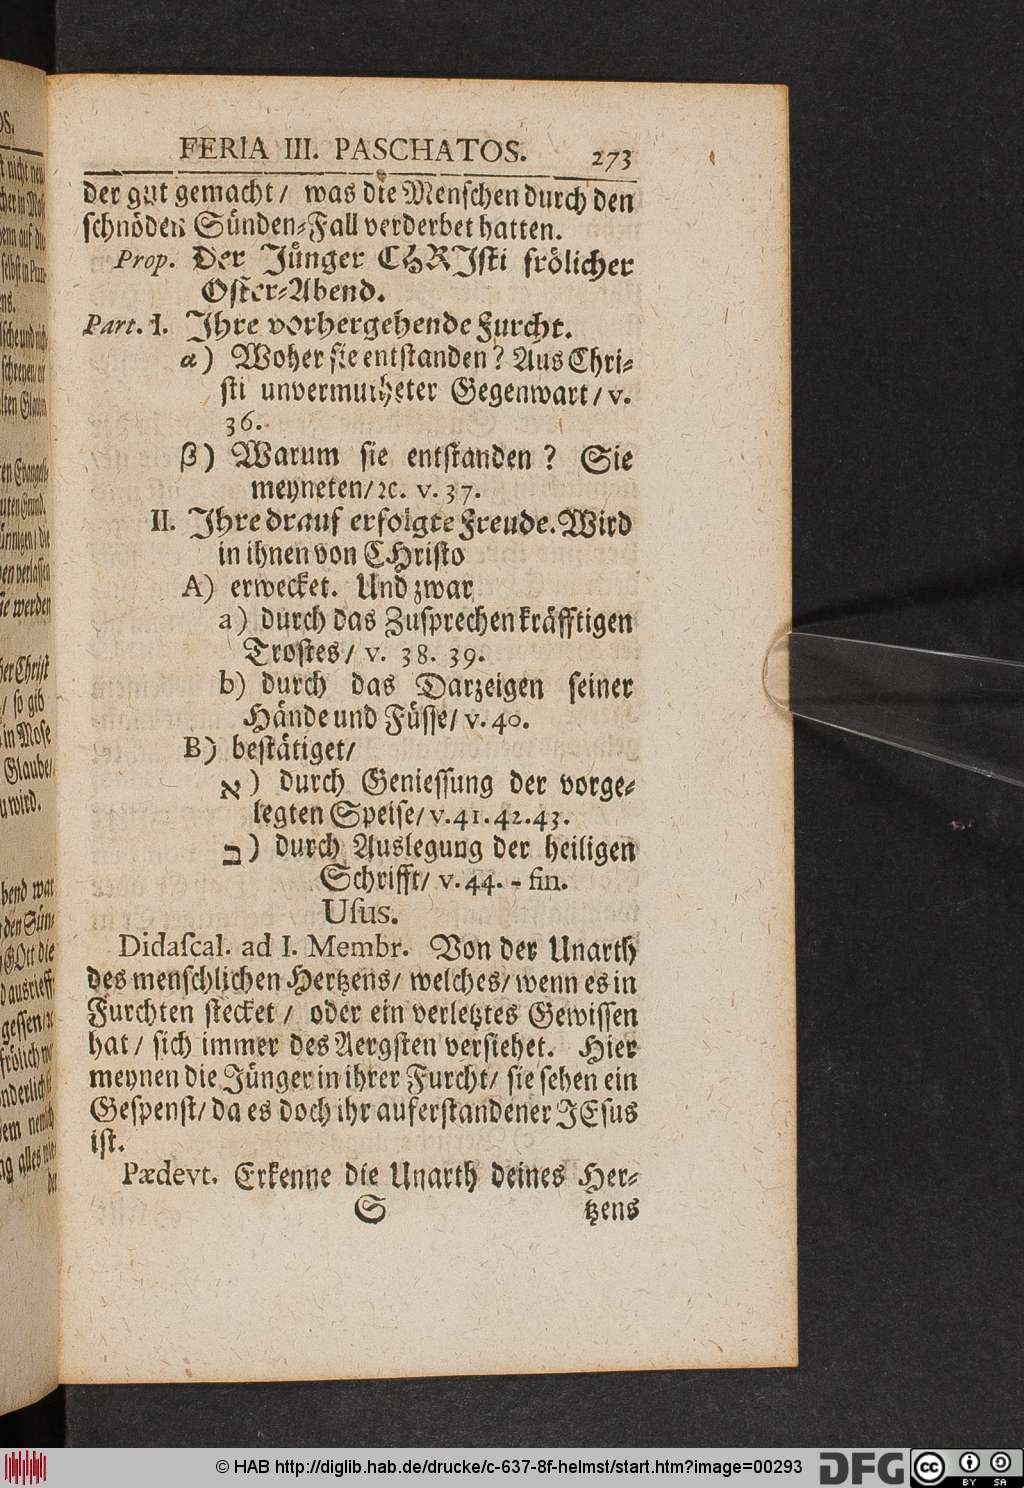 FERIA III. PASCHATOS. 273
der gut gemacht/ was die Menschen durch den
schnöden Sünden-Fall verderbet hatten.
Prop. Der Jünger CHRJsti frölicher
Oster-Abend.
Part. I. Jhre vorhergehende Furcht.
α) Woher sie entstanden? Aus Chri-
sti unvermutheter Gegenwart/ v.
36.
β) Warum sie entstanden? Sie
meyneten/ ꝛc. v. 37.
II. Jhre drauf erfolgte Freude. Wird
in ihnen von CHristo
A) erwecket. Und zwar
a) durch das Zusprechen kräfftigen
Trostes/ v. 38. 39.
b) durch das Darzeigen seiner
Hände und Füsse/ v. 40.
B) bestätiget/
א) durch Geniessung der vorge-
legten Speise/ v. 41. 42. 43.
ב) durch Auslegung der heiligen
Schrifft/ v. 44. - fin.
Usus.
Didascal. ad I. Membr. Von der Unarth
des menschlichen Hertzens/ welches/ wenn es in
Furchten stecket/ oder ein verletztes Gewissen
hat/ sich immer des Aergsten versiehet. Hier
meynen die Jünger in ihrer Furcht/ sie sehen ein
Gespenst/ da es doch ihr auferstandener JEsus
ist.
Pædevt. Erkenne die Unarth deines Her-
S tzens
© HAB http://diglib.hab.de/drucke/c-637-8f-helmst/start.htm?image=00293
DFG
cc BY SA